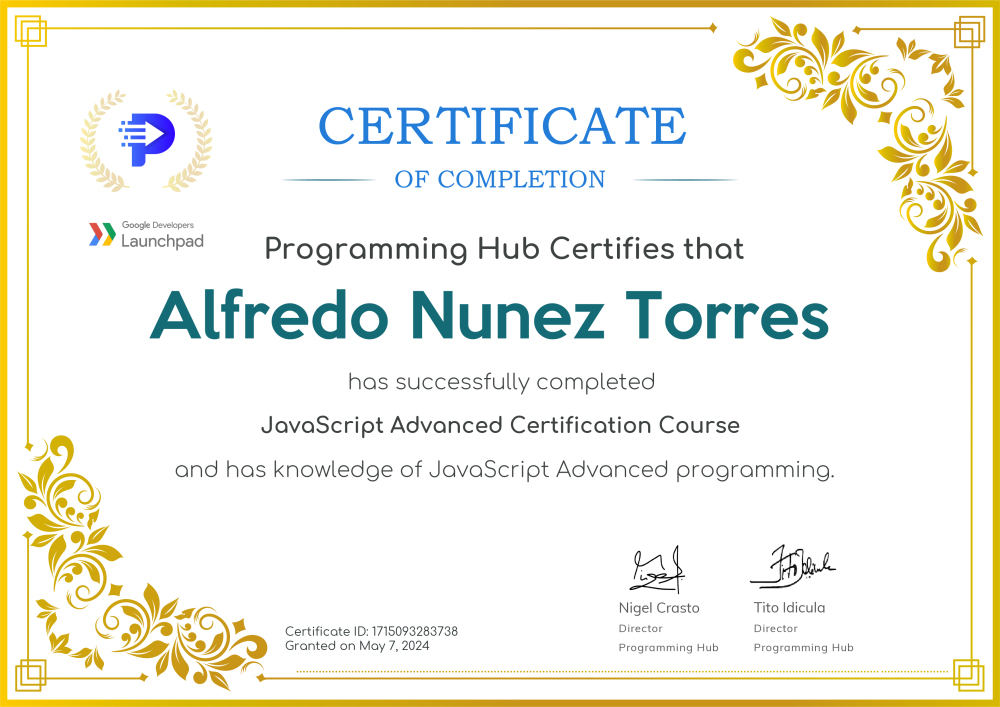 CERTIFICATE
OF COMPLETION
Google Developers
Launchpad
Programming Hub Certifies that
Alfredo Nunez Torres
has successfully completed
JavaScript Advanced Certification Course
and has knowledge of JavaScript Advanced programming.
Certificate ID: 1715093283738
Granted on May 7, 2024
Nigel Crasto
Director
Programming Hub
Tito Idicula
Director
Programming Hub